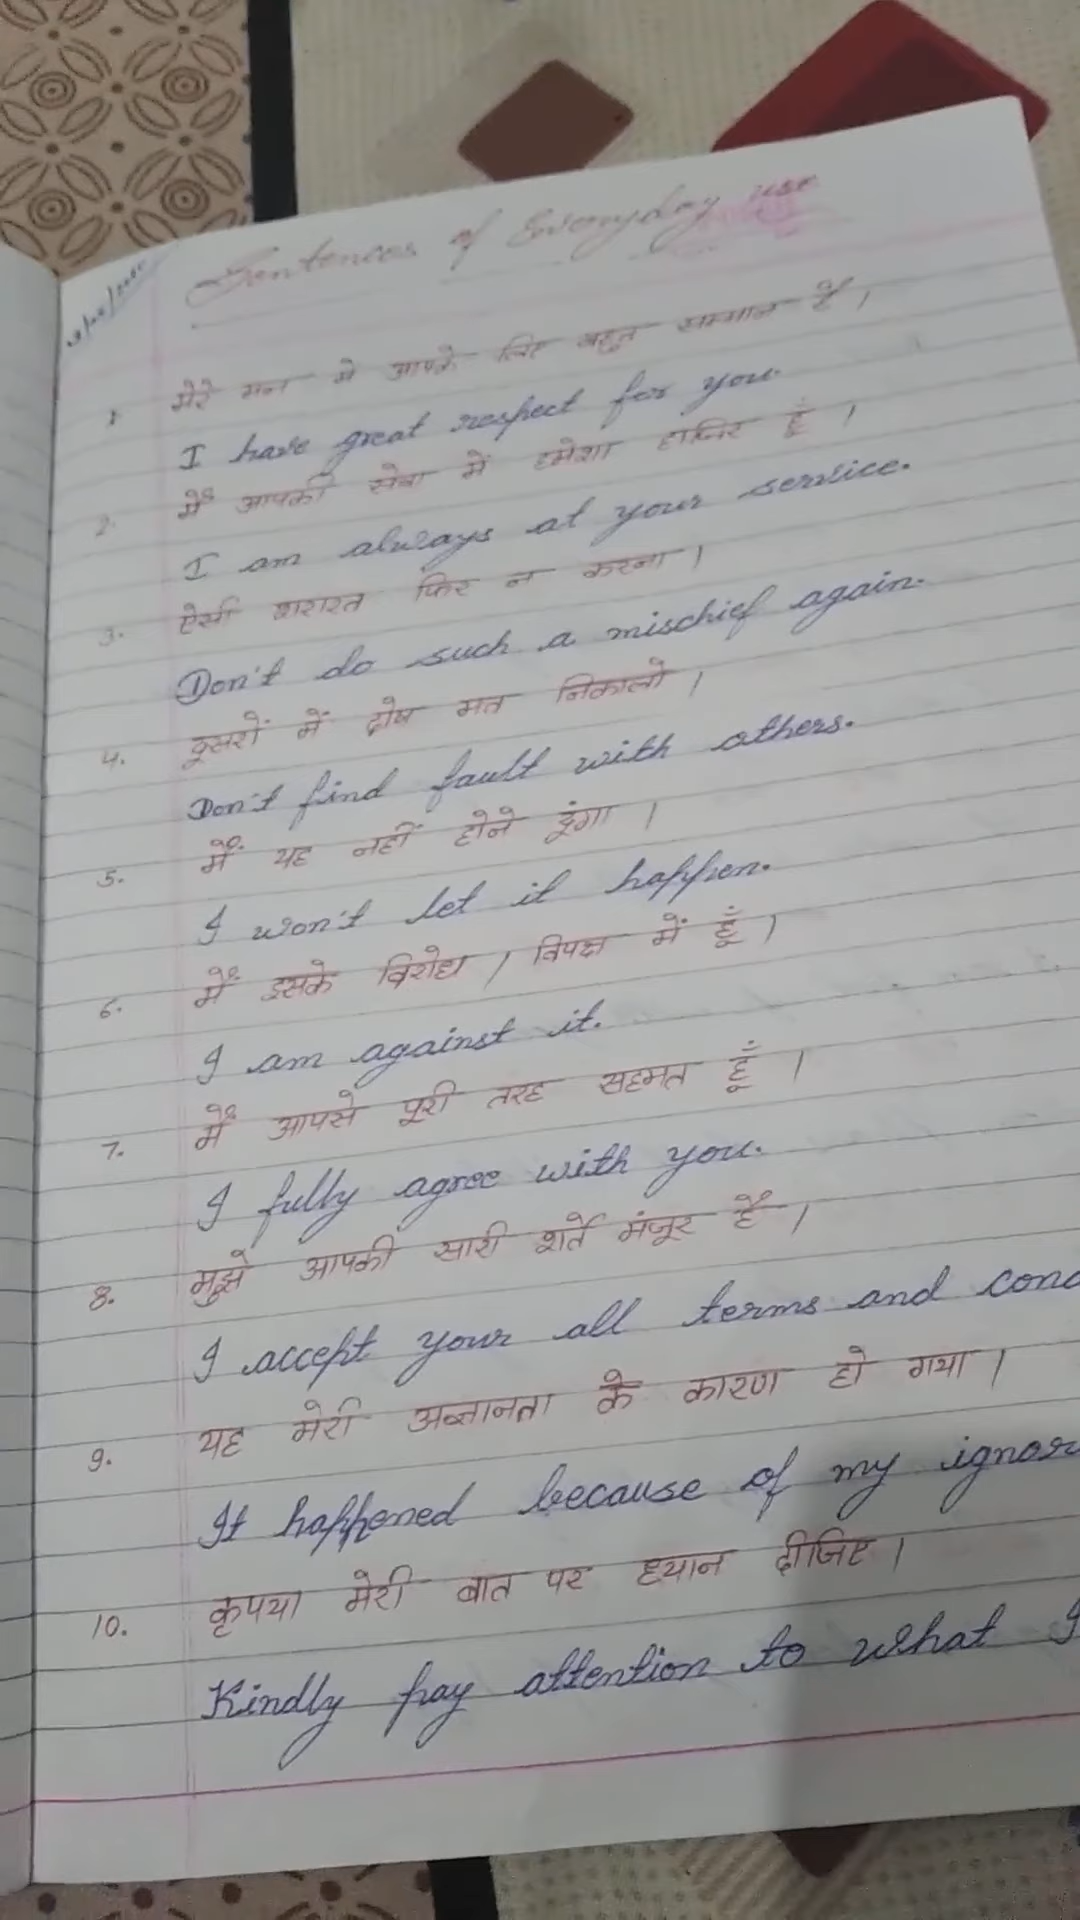 Sentences of Everyday use
1. मेरे मन मे आपके लिए बहुत सम्मान है ।
I have great respect for you.
2. मैं आपकी सेवा में हमेशा हाजिर हूँ ।
I am always at your service.
3. ऐसी शरारत फिर न करना ।
Don't do such a mischief again.
4. दूसरों में दोष मत निकालो ।
Don't find fault with others.
5. मैं यह नहीं होने दूंगा ।
I won't let it happen.
6. मैं इसके विरोध / विपक्ष में हूँ ।
I am against it.
7. मैं आपसे पूरी तरह सहमत हूँ ।
I fully agree with you.
8. मुझे आपकी सारी शर्ते मंजूर है ।
I accept your all terms and cond
9. यह मेरी अज्ञानता के कारण हो गया ।
It happened because of my ignor
10. कृपया मेरी बात पर ध्यान दीजिए ।
Kindly pay attention to what I